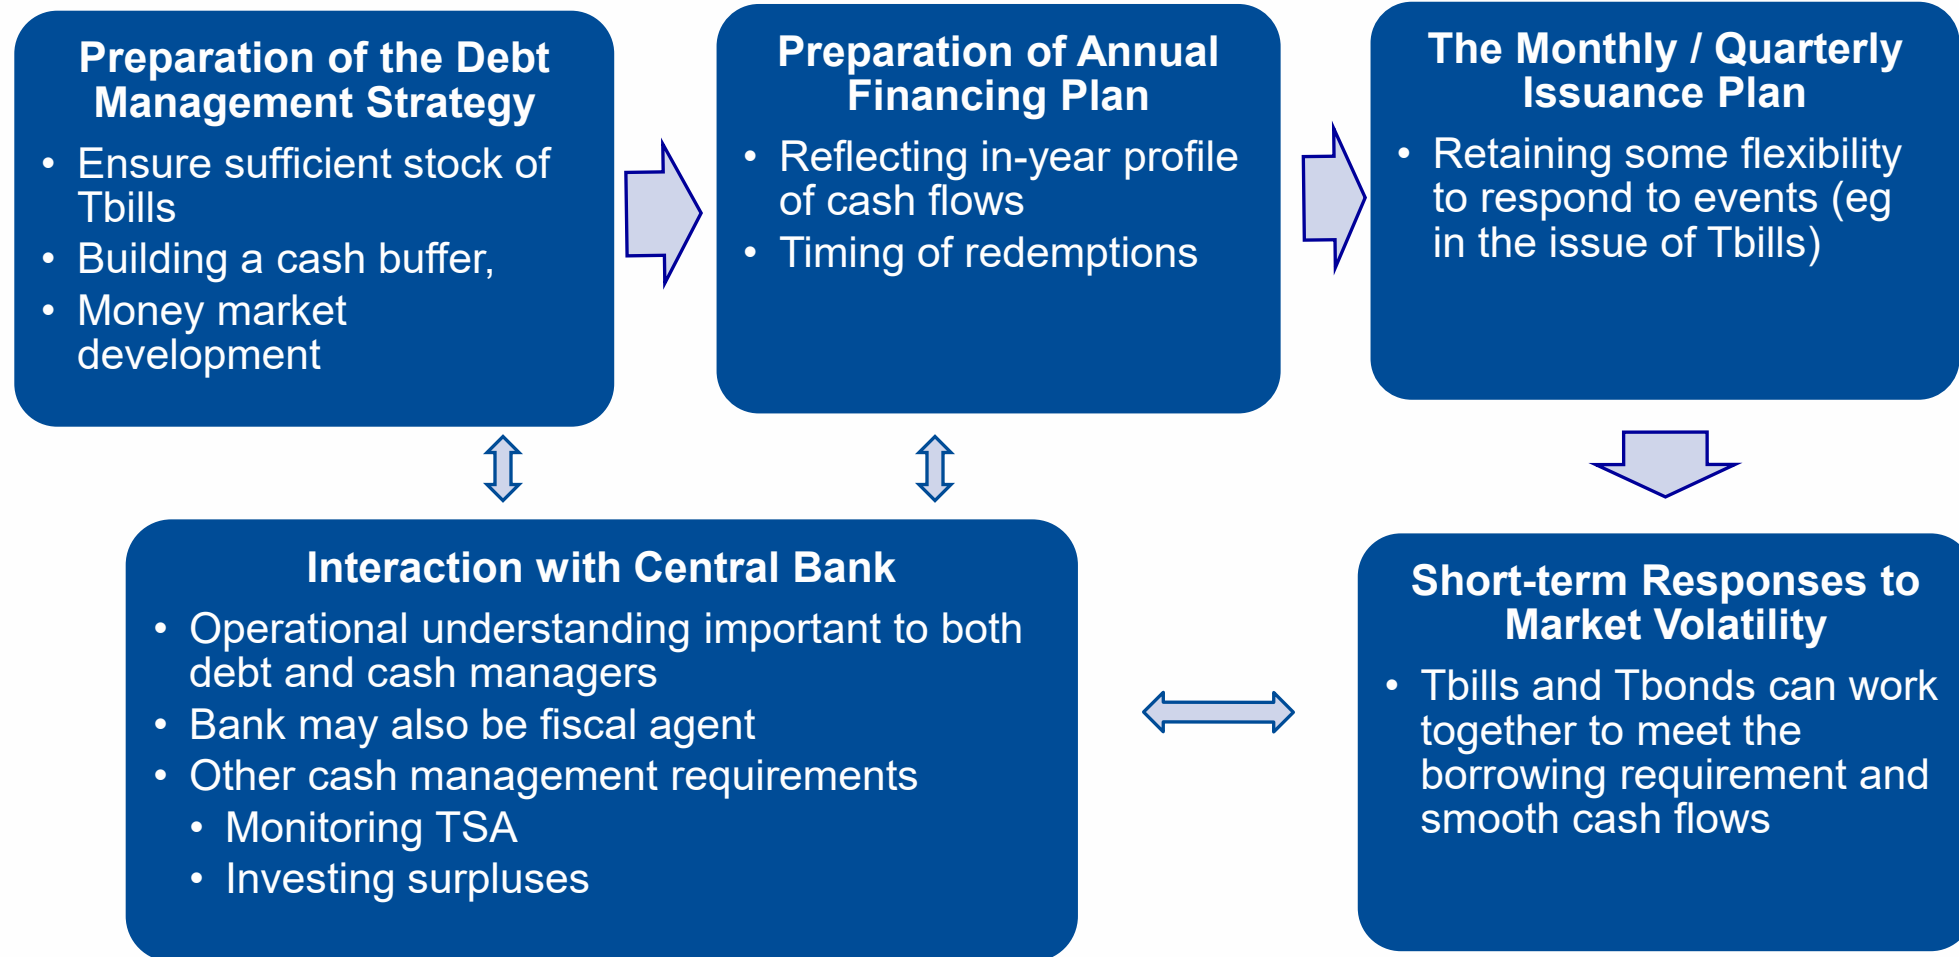 Preparation of the Debt
Management Strategy
• Ensure sufficient stock of
Tbills
• Building a cash buffer,
• Money market
development
Preparation of Annual
Financing Plan
• Reflecting in-year profile
of cash flows
• Timing of redemptions
The Monthly / Quarterly
Issuance Plan
• Retaining some flexibility
to respond to events (eg
in the issue of Tbills)
Interaction with Central Bank
• Operational understanding important to both
debt and cash managers
• Bank may also be fiscal agent
• Other cash management requirements
• Monitoring TSA
• Investing surpluses
Short-term Responses to
Market Volatility
• Tbills and Tbonds can work
together to meet the
borrowing requirement and
smooth cash flows